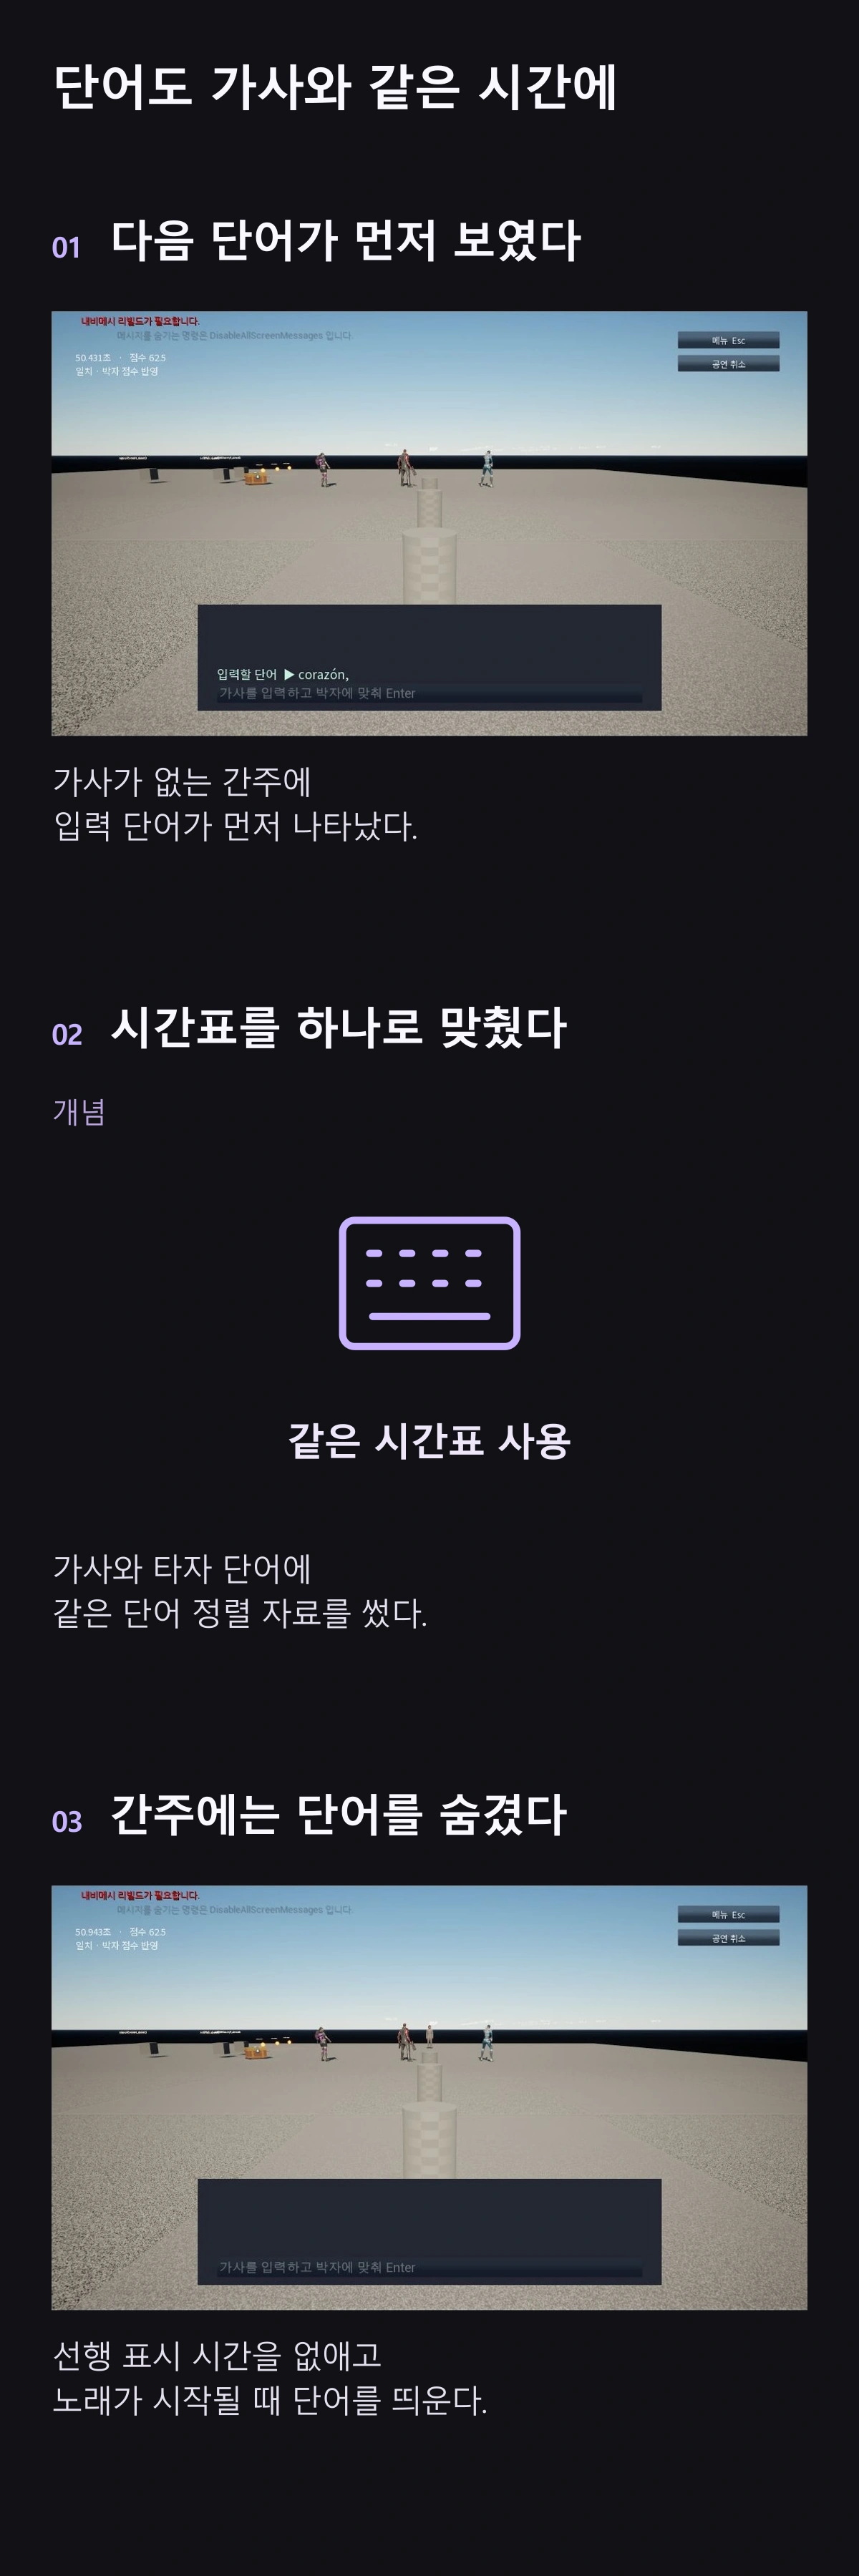 단어도 가사와 같은 시간에
01 다음 단어가 먼저 보였다
내비메시 리빌드가 필요합니다.
메시지를 숨기는 명령은 DisableAllScreenMessages 입니다.
50.431초 · 점수 62.5
일치 · 박자 점수 반영
메뉴 Esc
공연 취소
입력할 단어 ▶ corazón,
가사를 입력하고 박자에 맞춰 Enter
가사가 없는 간주에
입력 단어가 먼저 나타났다.
02 시간표를 하나로 맞췄다
개념
같은 시간표 사용
가사와 타자 단어에
같은 단어 정렬 자료를 썼다.
03 간주에는 단어를 숨겼다
내비메시 리빌드가 필요합니다.
메시지를 숨기는 명령은 DisableAllScreenMessages 입니다.
50.943초 · 점수 62.5
일치 · 박자 점수 반영
메뉴 Esc
공연 취소
가사를 입력하고 박자에 맞춰 Enter
선행 표시 시간을 없애고
노래가 시작될 때 단어를 띄운다.